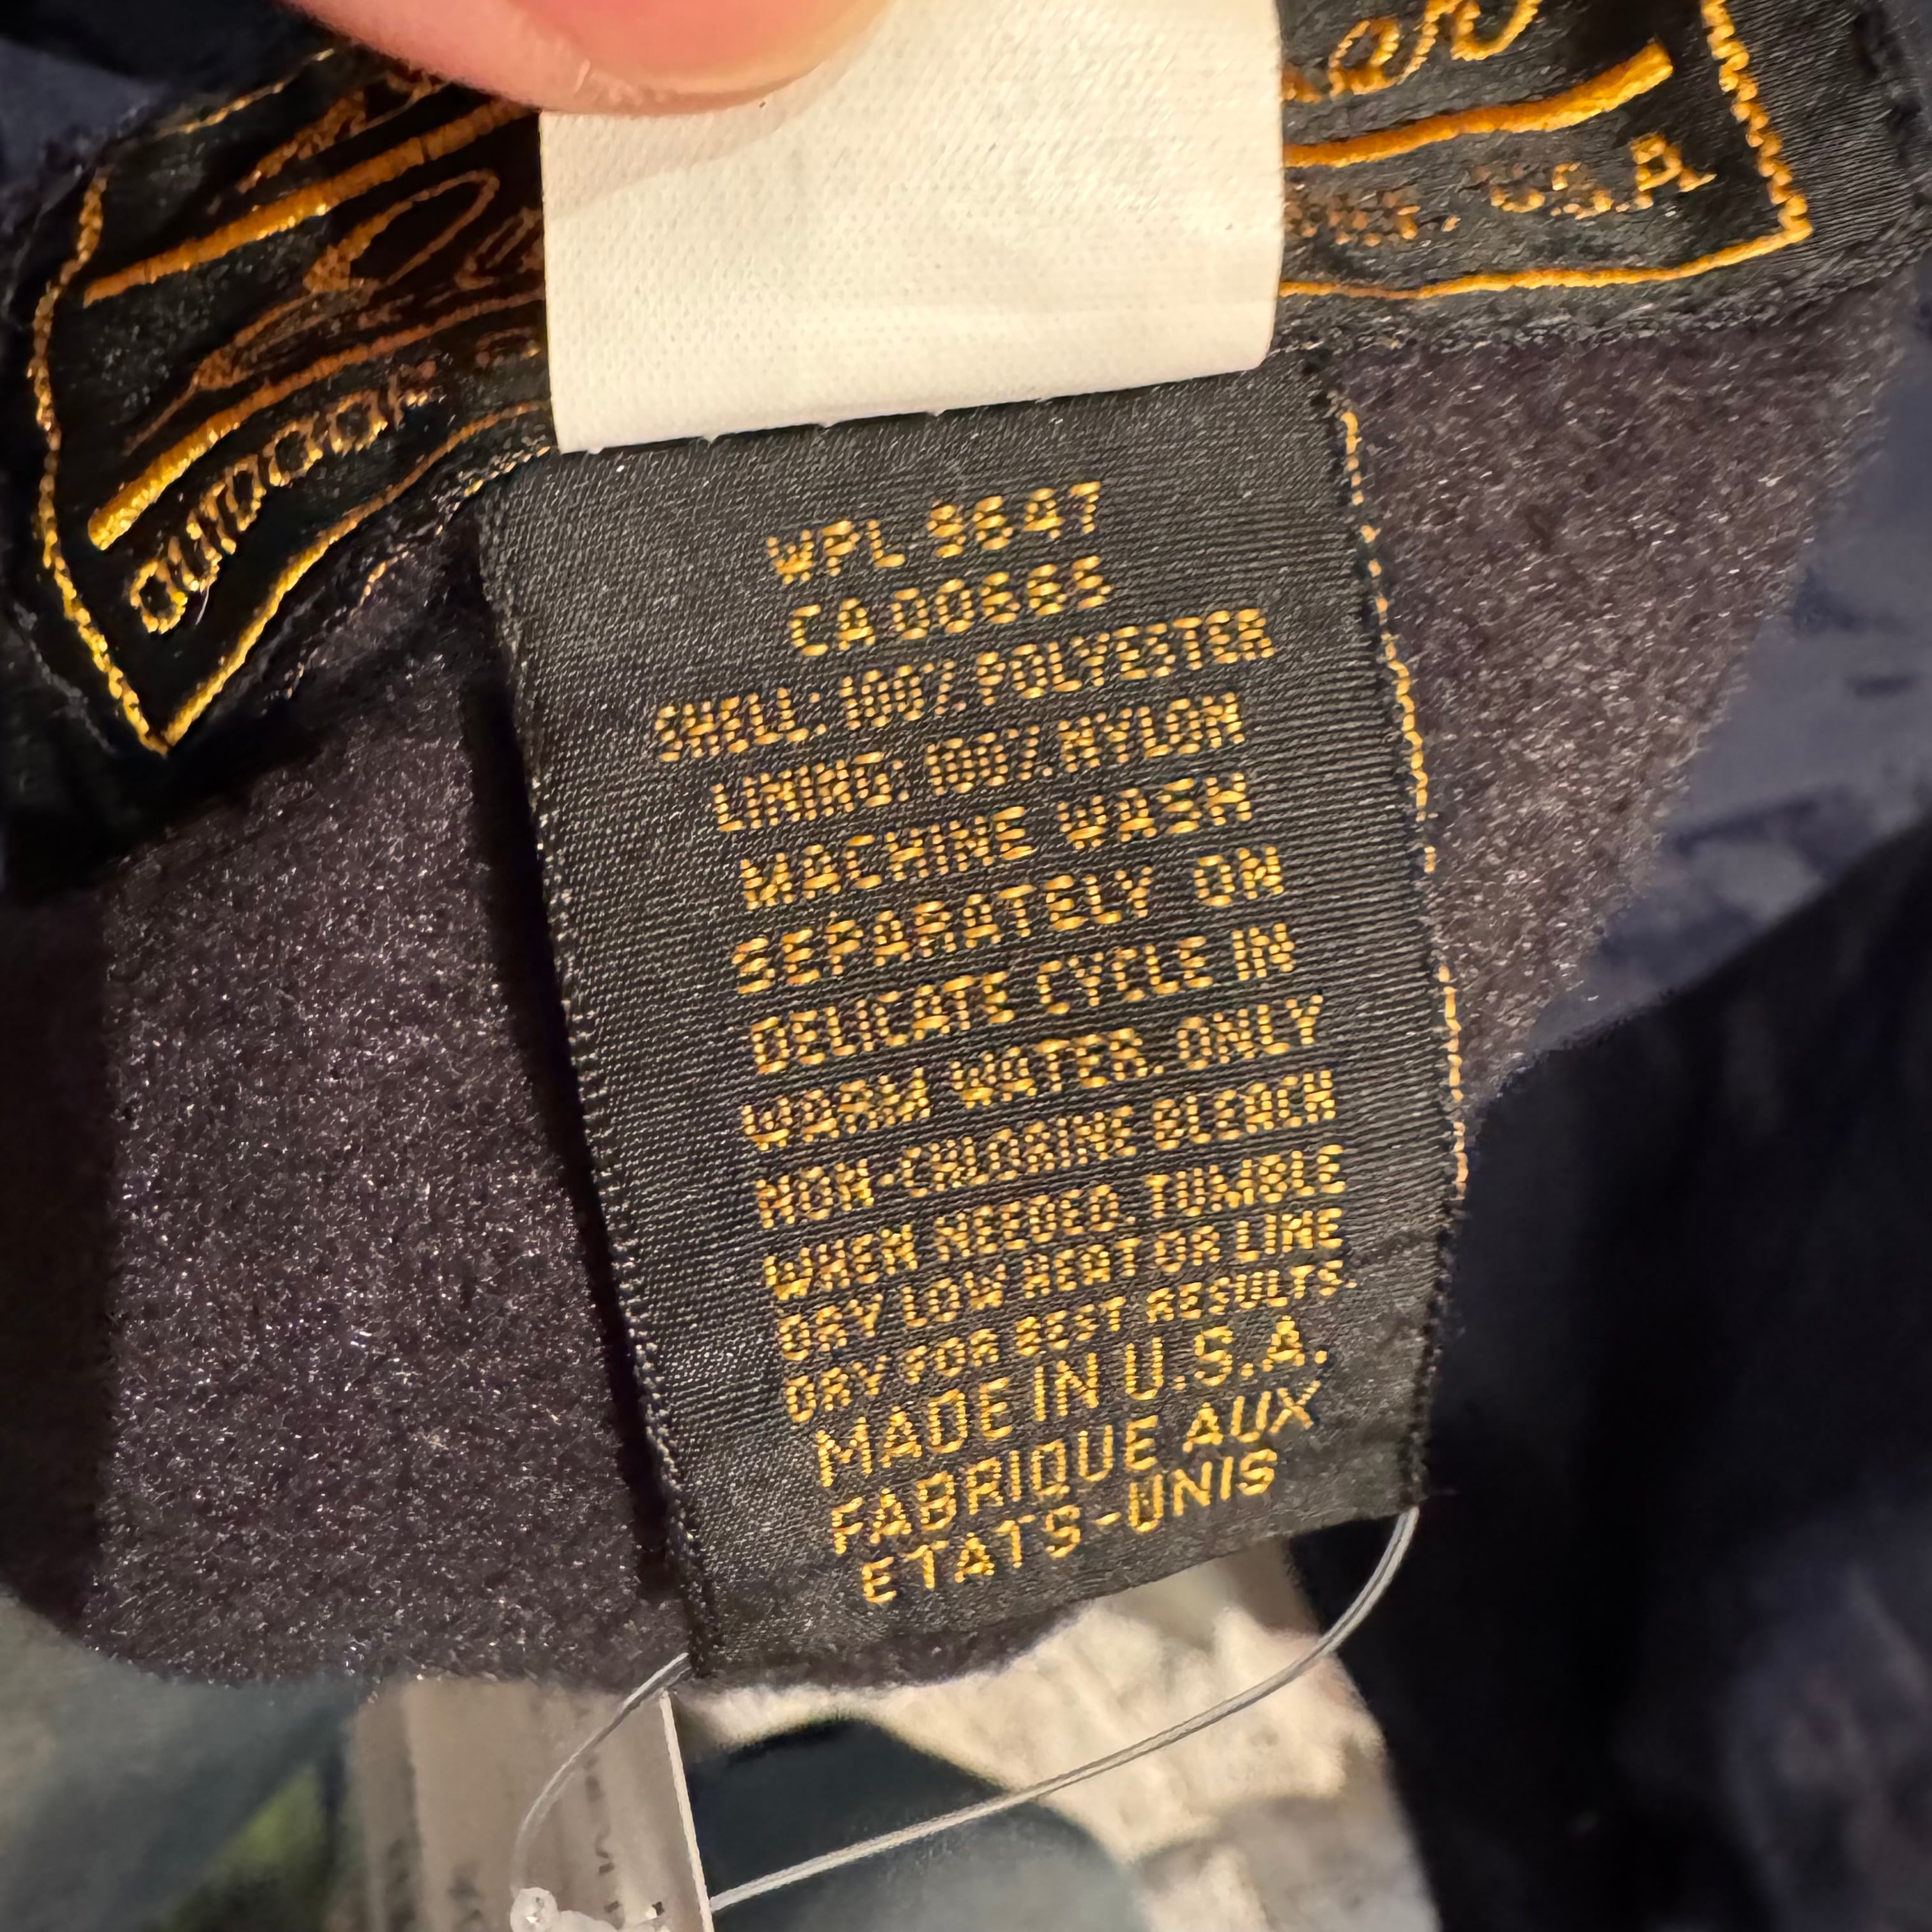 OUTDOOR
U.S.A
WPL 9647
CA 00665
SHELL: 100% POLYESTER
LINING: 100% NYLON
MACHINE WASH
SEPARATELY ON
DELICATE CYCLE IN
WARM WATER. ONLY
NON-CHLORINE BLEACH
WHEN NEEDED. TUMBLE
DRY LOW HEAT OR LINE
DRY FOR BEST RESULTS.
MADE IN U.S.A.
FABRIQUE AUX
ETATS-UNIS